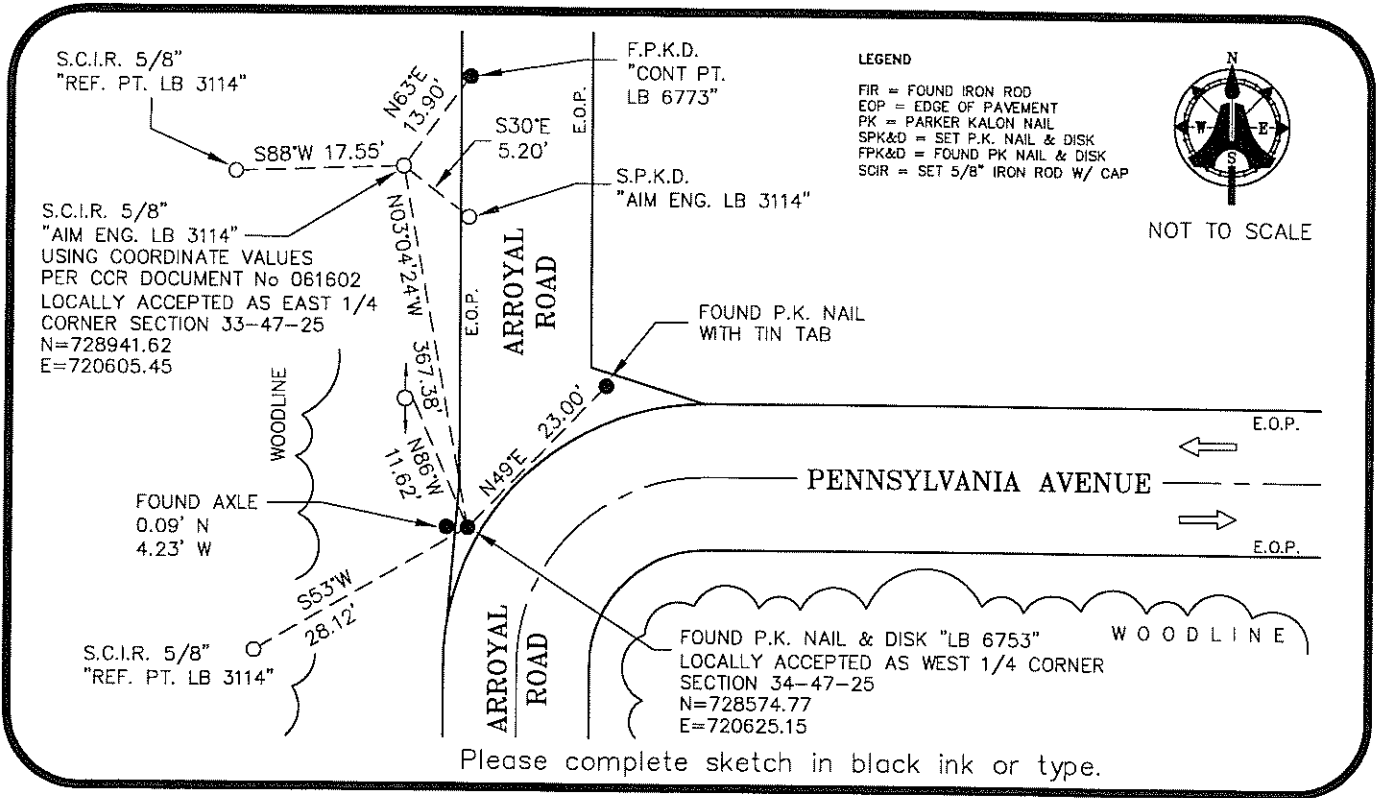 S.C.I.R. 5/8"
"REF. PT. LB 3114"
N63°E
13.90'
F.P.K.D.
"CONT PT.
LB 6773"
E.O.P.
LEGEND
FIR = FOUND IRON ROD
EOP = EDGE OF PAVEMENT
PK = PARKER KALON NAIL
SPK&D = SET P.K. NAIL & DISK
FPK&D = FOUND PK NAIL & DISK
SCIR = SET 5/8" IRON ROD W/ CAP
N
W E
S
NOT TO SCALE
S88°W 17.55'
S30°E
5.20'
S.P.K.D.
"AIM ENG. LB 3114"
S.C.I.R. 5/8"
"AIM ENG. LB 3114"
USING COORDINATE VALUES
PER CCR DOCUMENT No 061602
LOCALLY ACCEPTED AS EAST 1/4
CORNER SECTION 33-47-25
N=728941.62
E=720605.45
N03°04'24"W 367.38'
E.O.P.
ARROYAL
ROAD
FOUND P.K. NAIL
WITH TIN TAB
WOODLINE
N86°W
11.62'
N49°E 23.00'
E.O.P.
PENNSYLVANIA AVENUE
E.O.P.
FOUND AXLE
0.09' N
4.23' W
S53°W
28.12'
S.C.I.R. 5/8"
"REF. PT. LB 3114"
ARROYAL
ROAD
FOUND P.K. NAIL & DISK "LB 6753"
LOCALLY ACCEPTED AS WEST 1/4 CORNER
SECTION 34-47-25
N=728574.77
E=720625.15
WOODLINE
Please complete sketch in black ink or type.